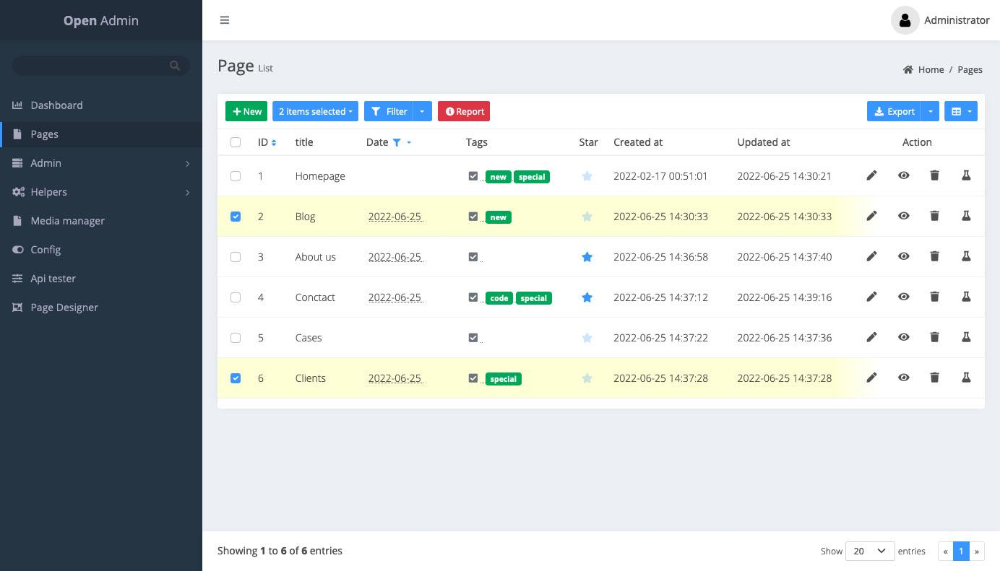 Open Admin
Administrator
Dashboard
Pages
Admin
Helpers
Media manager
Config
Api tester
Page Designer
Page List
Home / Pages
New 2 items selected Filter Report Export
ID title Date Tags Star Created at Updated at Action
1 Homepage new special 2022-02-17 00:51:01 2022-06-25 14:30:21
2 Blog 2022-06-25 new 2022-06-25 14:30:33 2022-06-25 14:30:33
3 About us 2022-06-25 2022-06-25 14:36:58 2022-06-25 14:37:40
4 Conctact 2022-06-25 code special 2022-06-25 14:37:12 2022-06-25 14:39:16
5 Cases 2022-06-25 14:37:22 2022-06-25 14:37:36
6 Clients 2022-06-25 special 2022-06-25 14:37:28 2022-06-25 14:37:28
Showing 1 to 6 of 6 entries
Show 20 entries « 1 »